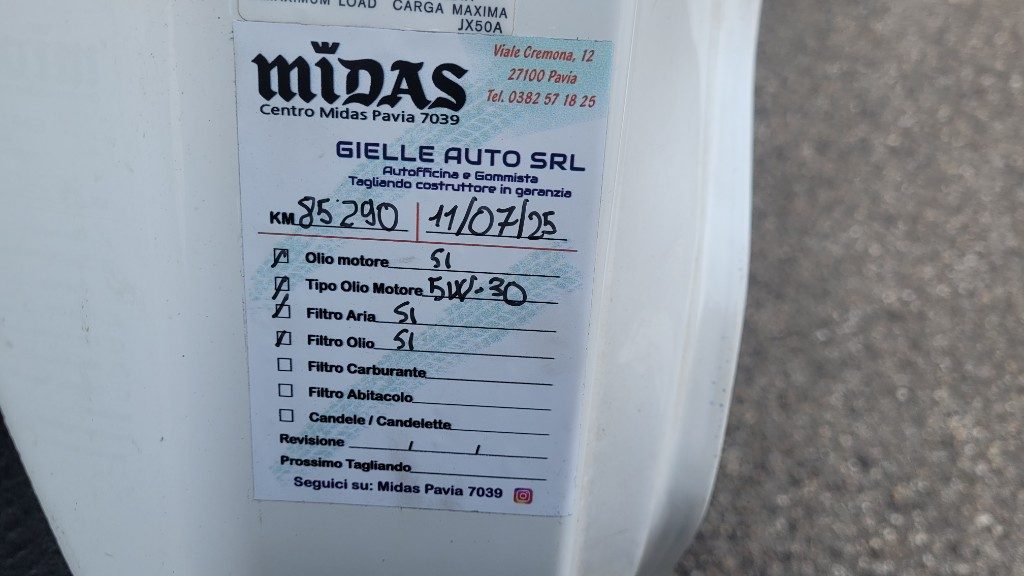 MAXIMUM LOAD CARGA MAXIMA
JX50A
MIDAS
Centro Midas Pavia 7039
Viale Cremona, 12
27100 Pavia
Tel. 0382 57 18 25
GIELLE AUTO SRL
Autofficina e Gommista
Tagliando costruttore in garanzia
KM 85290 11/07/25
Olio motore SI
Tipo Olio Motore 5W-30
Filtro Aria SI
Filtro Olio SI
Filtro Carburante
Filtro Abitacolo
Candele / Candelette
Revisione / /
Prossimo Tagliando
Seguici su: Midas Pavia 7039